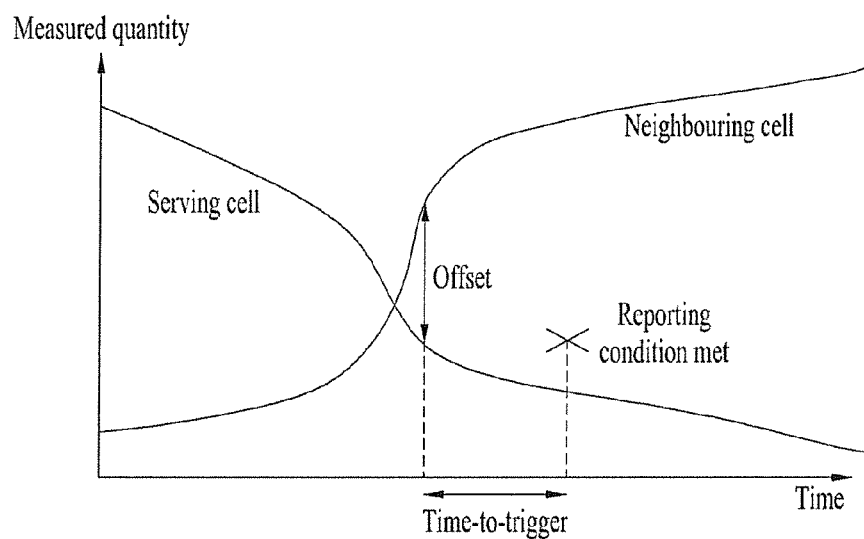 Measured quantity
Neighbouring cell
Serving cell
Offset
Reporting
condition met
Time
Time-to-trigger